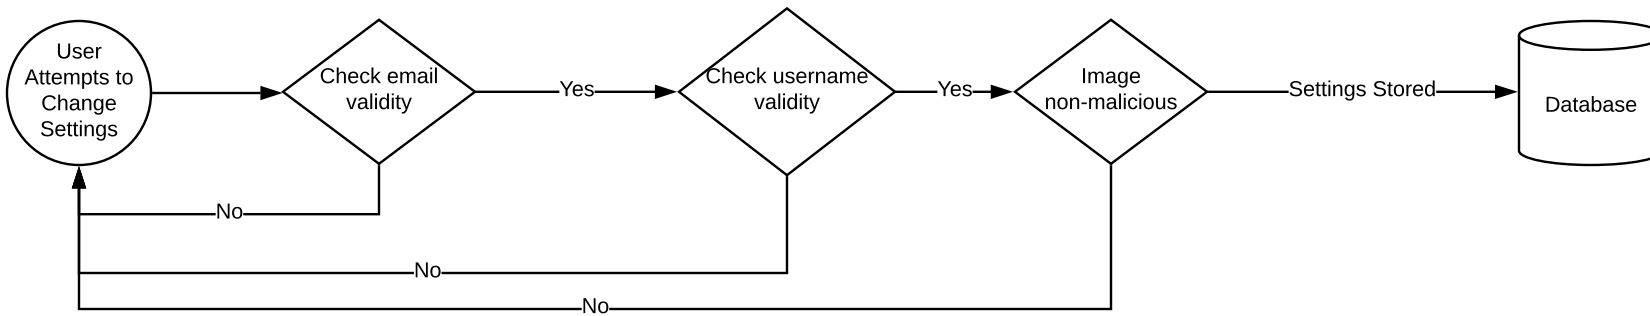 User
Attempts to
Change
Settings
Check email
validity
Yes
Check username
validity
Yes
Image
non-malicious
Settings Stored
Database
No
No
No